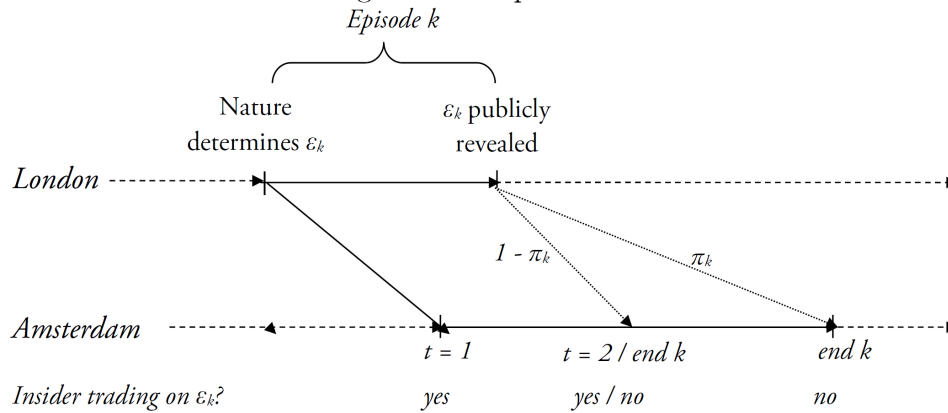 Episode k
Nature
determines εk
εk publicly
revealed
London
1 - πk
πk
Amsterdam
t = 1
t = 2 / end k
end k
Insider trading on εk?
yes
yes / no
no